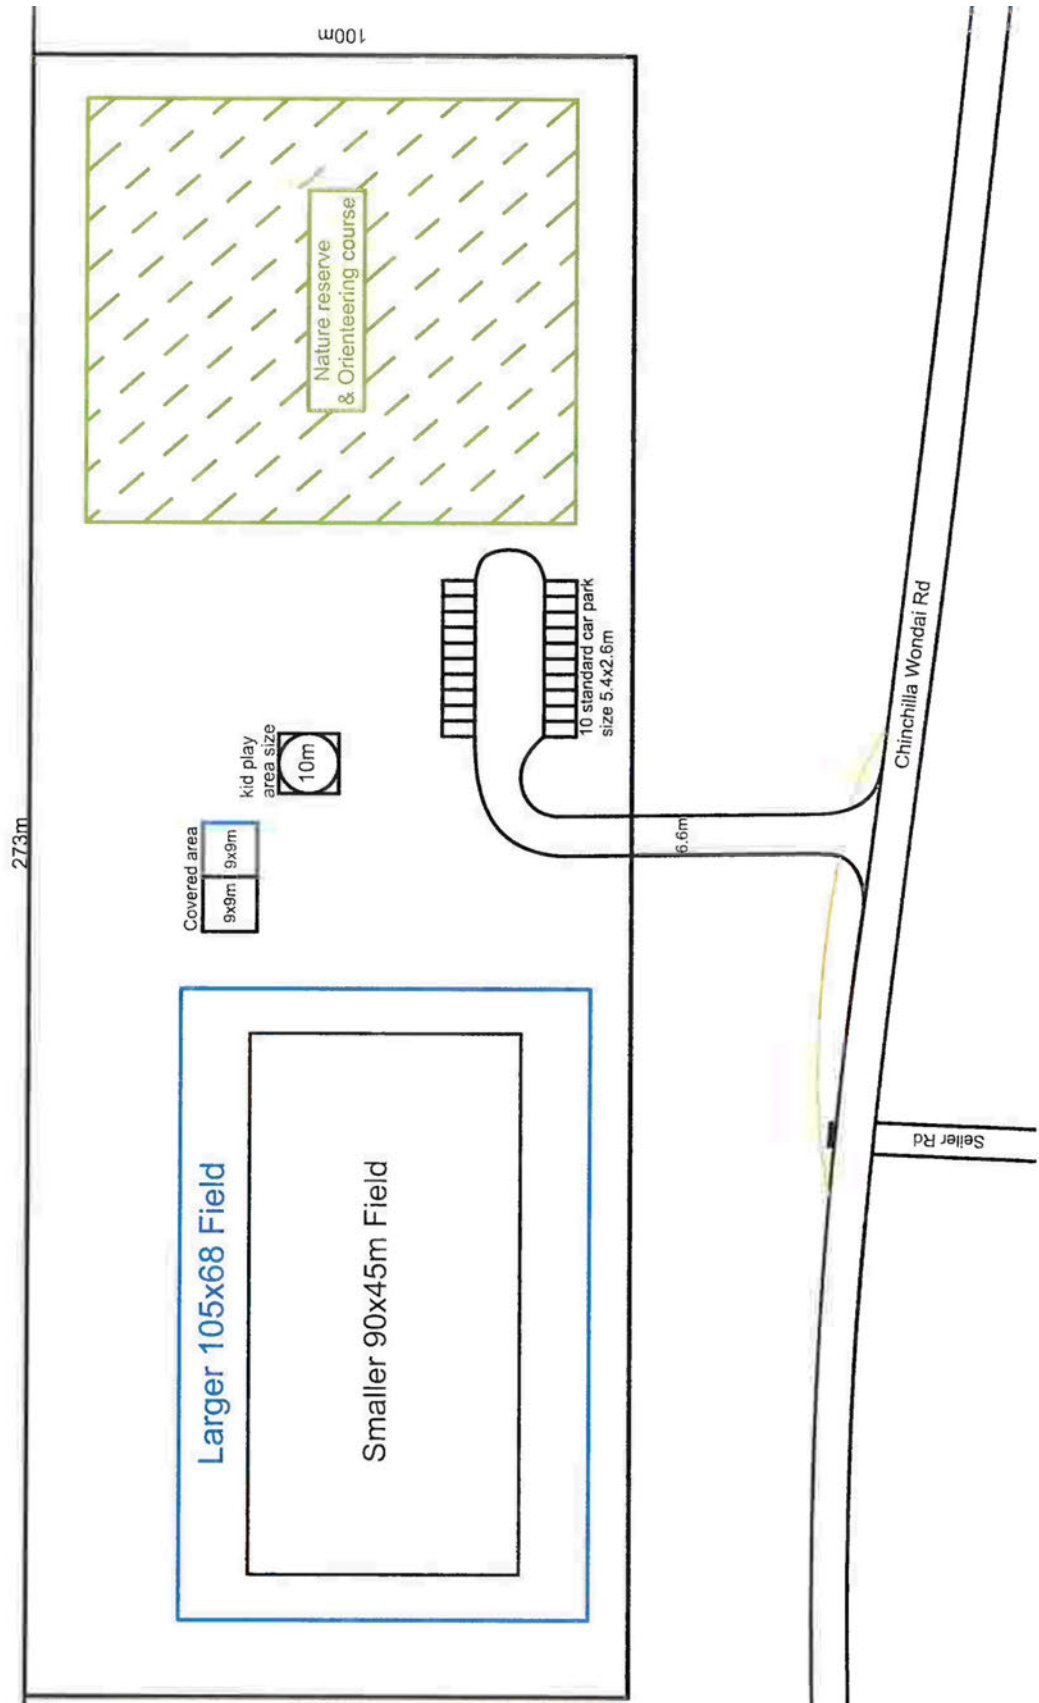 100m
Nature reserve
& Orienteering course
273m
10 standard car park
size 5.4x2.6m
kid play
area size
10m
Covered area
9x9m
9x9m
6.6m
Chinchilla Wondai Rd
Seiler Rd
Larger 105x68 Field
Smaller 90x45m Field